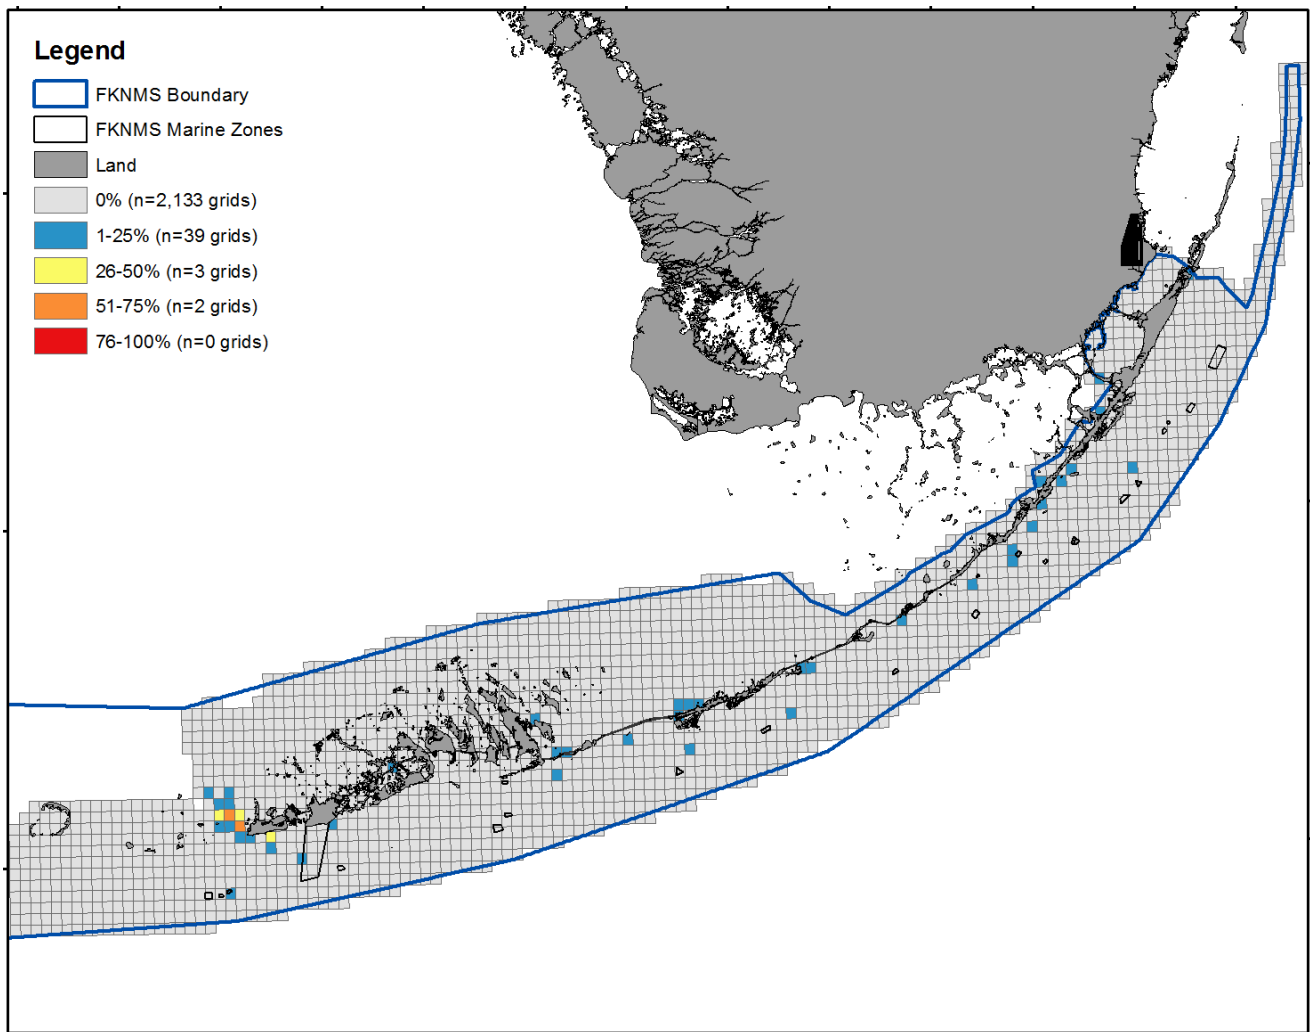 Legend
FKNMS Boundary
FKNMS Marine Zones
Land
0% (n=2,133 grids)
1-25% (n=39 grids)
26-50% (n=3 grids)
51-75% (n=2 grids)
76-100% (n=0 grids)